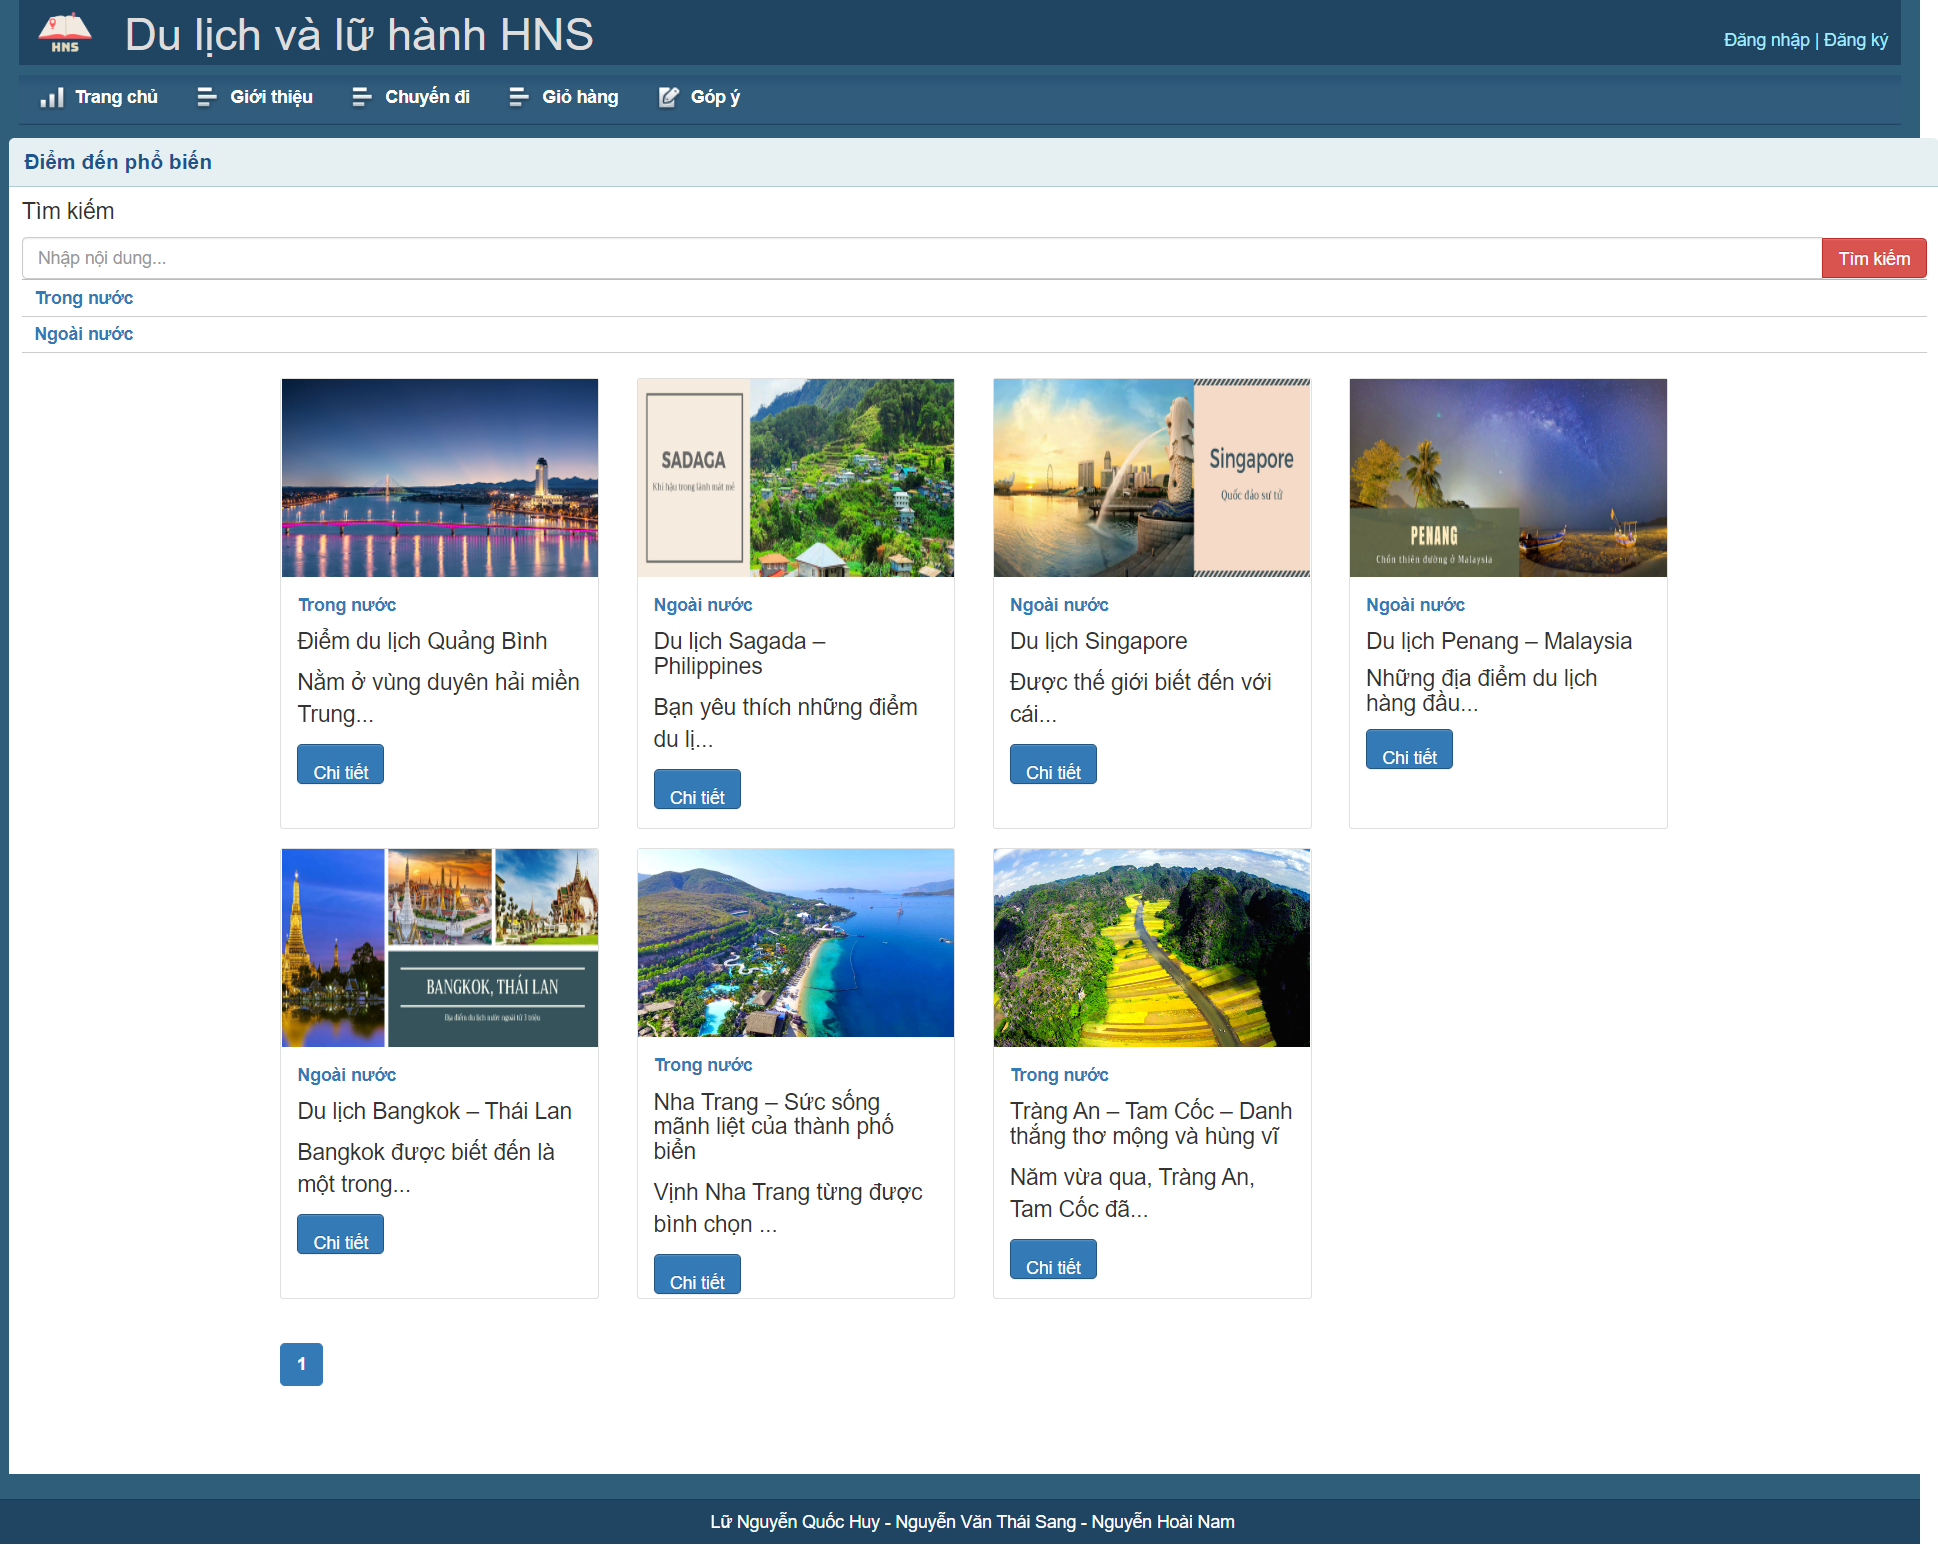 HNS
Du lịch và lữ hành HNS
Đăng nhập | Đăng ký
Trang chủ
Giới thiệu
Chuyến đi
Giỏ hàng
Góp ý
Điểm đến phổ biến
Tìm kiếm
Nhập nội dung...
Tìm kiếm
Trong nước
Ngoài nước
SADAGA
Khí hậu trong lành mát mẻ
Singapore
Quốc đảo sư tử
PENANG
Chốn thiên đường ở Malaysia
Trong nước
Điểm du lịch Quảng Bình
Nằm ở vùng duyên hải miền
Trung...
Chi tiết
Ngoài nước
Du lịch Sagada –
Philippines
Bạn yêu thích những điểm
du lị...
Chi tiết
Ngoài nước
Du lịch Singapore
Được thế giới biết đến với
cái...
Chi tiết
Ngoài nước
Du lịch Penang – Malaysia
Những địa điểm du lịch
hàng đầu...
Chi tiết
BANGKOK, THÁI LAN
Địa điểm du lịch nước ngoài từ 3 triệu
Ngoài nước
Du lịch Bangkok – Thái Lan
Bangkok được biết đến là
một trong...
Chi tiết
Trong nước
Nha Trang – Sức sống
mãnh liệt của thành phố
biển
Vịnh Nha Trang từng được
bình chọn ...
Chi tiết
Trong nước
Tràng An – Tam Cốc – Danh
thắng thơ mộng và hùng vĩ
Năm vừa qua, Tràng An,
Tam Cốc đã...
Chi tiết
1
Lữ Nguyễn Quốc Huy - Nguyễn Văn Thái Sang - Nguyễn Hoài Nam